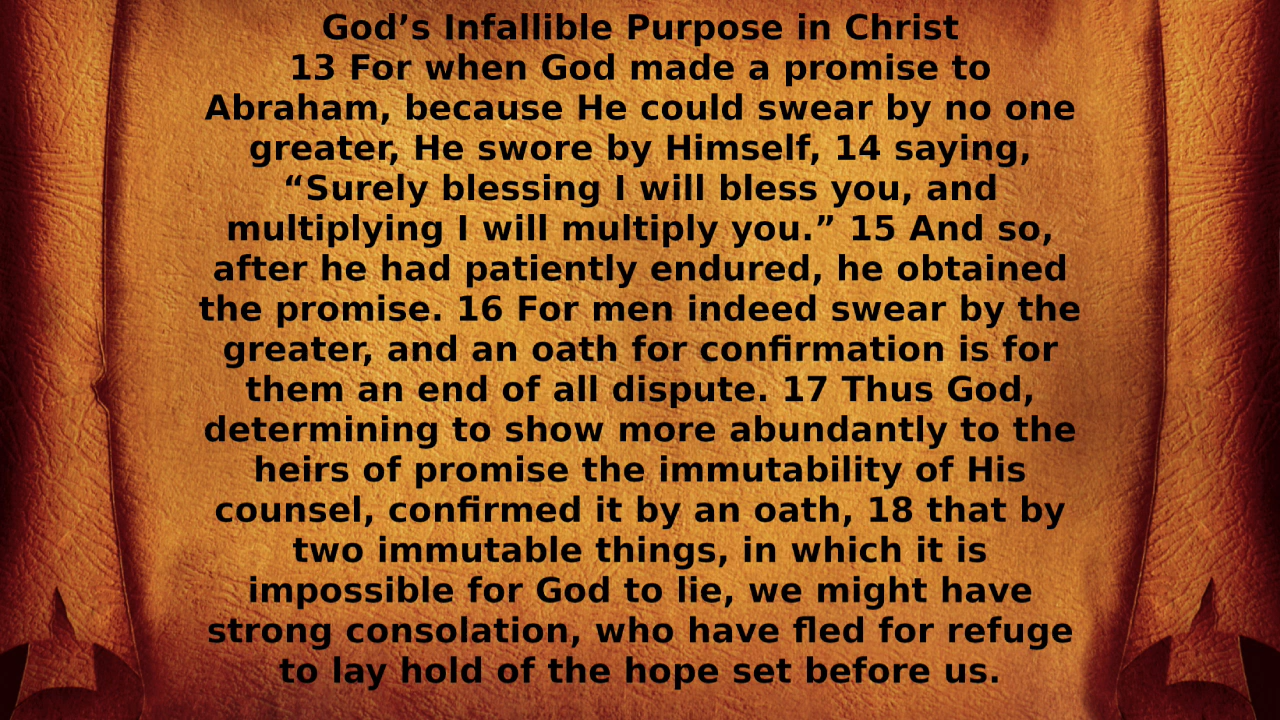 God’s Infallible Purpose in Christ
13 For when God made a promise to
Abraham, because He could swear by no one
greater, He swore by Himself, 14 saying,
“Surely blessing I will bless you, and
multiplying I will multiply you.” 15 And so,
after he had patiently endured, he obtained
the promise. 16 For men indeed swear by the
greater, and an oath for confirmation is for
them an end of all dispute. 17 Thus God,
determining to show more abundantly to the
heirs of promise the immutability of His
counsel, confirmed it by an oath, 18 that by
two immutable things, in which it is
impossible for God to lie, we might have
strong consolation, who have fled for refuge
to lay hold of the hope set before us.